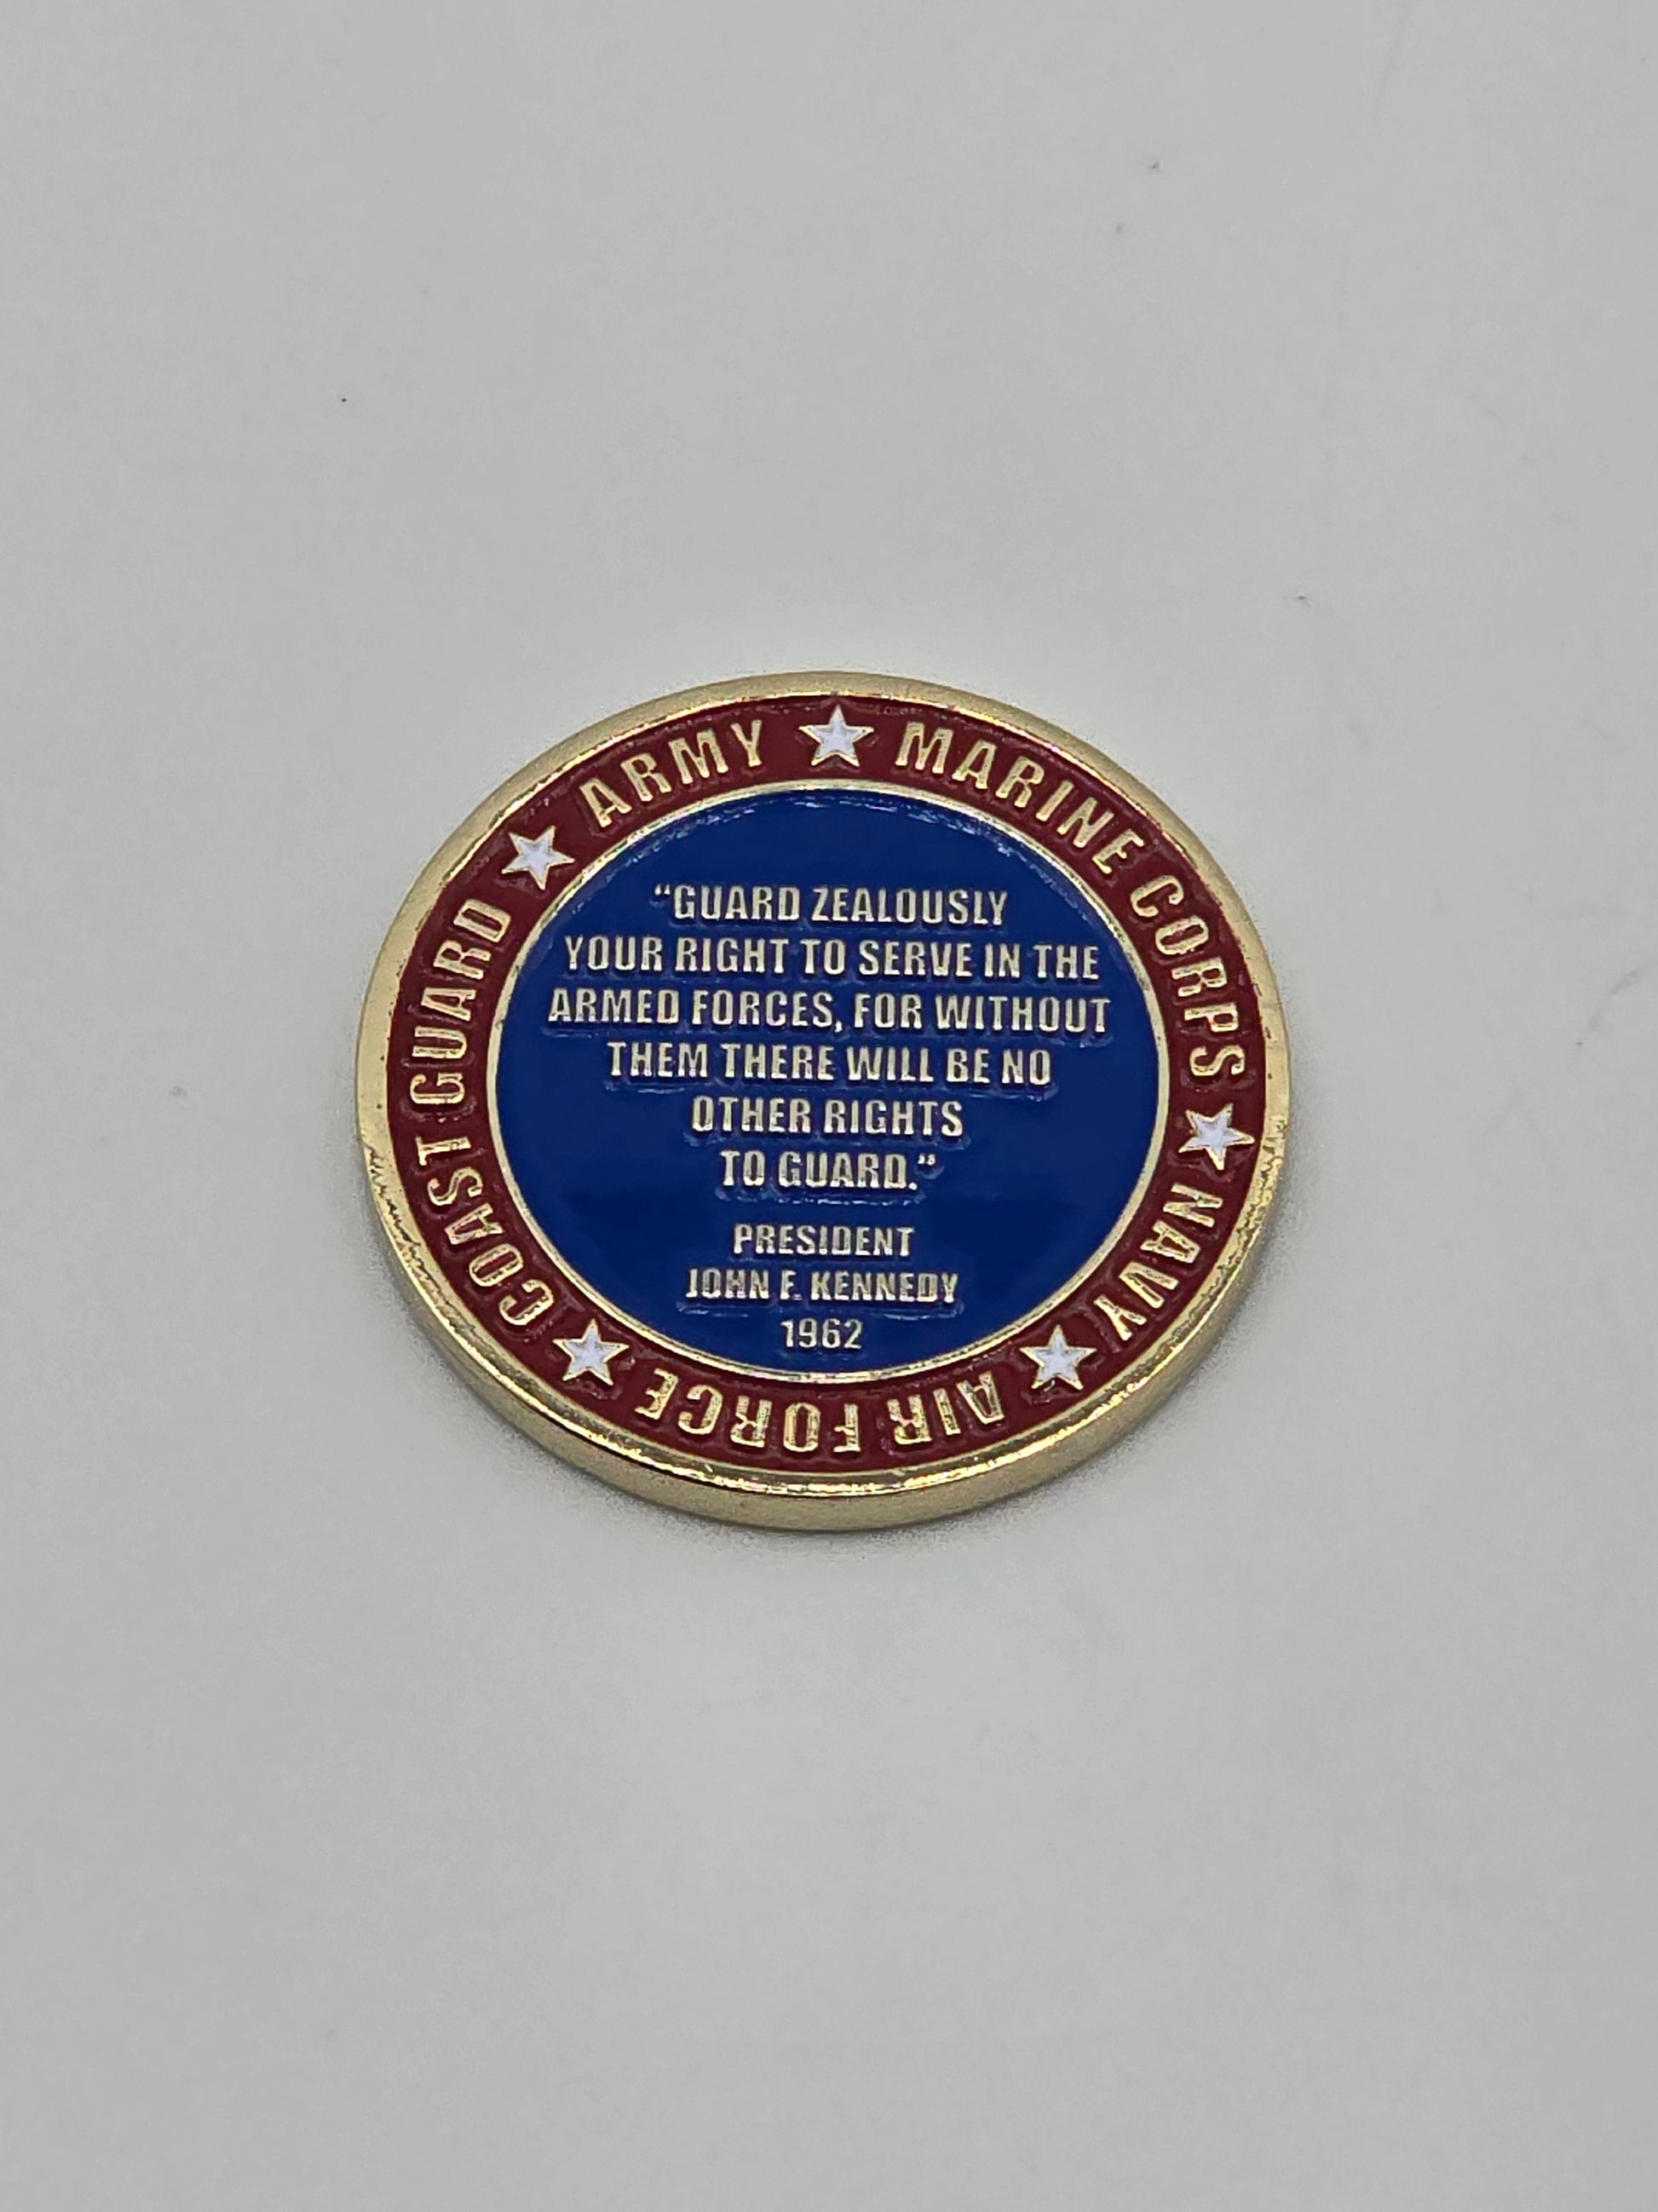 ARMY ★ MARINE CORPS ★ NAVY ★ AIR FORCE ★ COAST GUARD ★
“GUARD ZEALOUSLY
YOUR RIGHT TO SERVE IN THE
ARMED FORCES, FOR WITHOUT
THEM THERE WILL BE NO
OTHER RIGHTS
TO GUARD.”
PRESIDENT
JOHN F. KENNEDY
1962